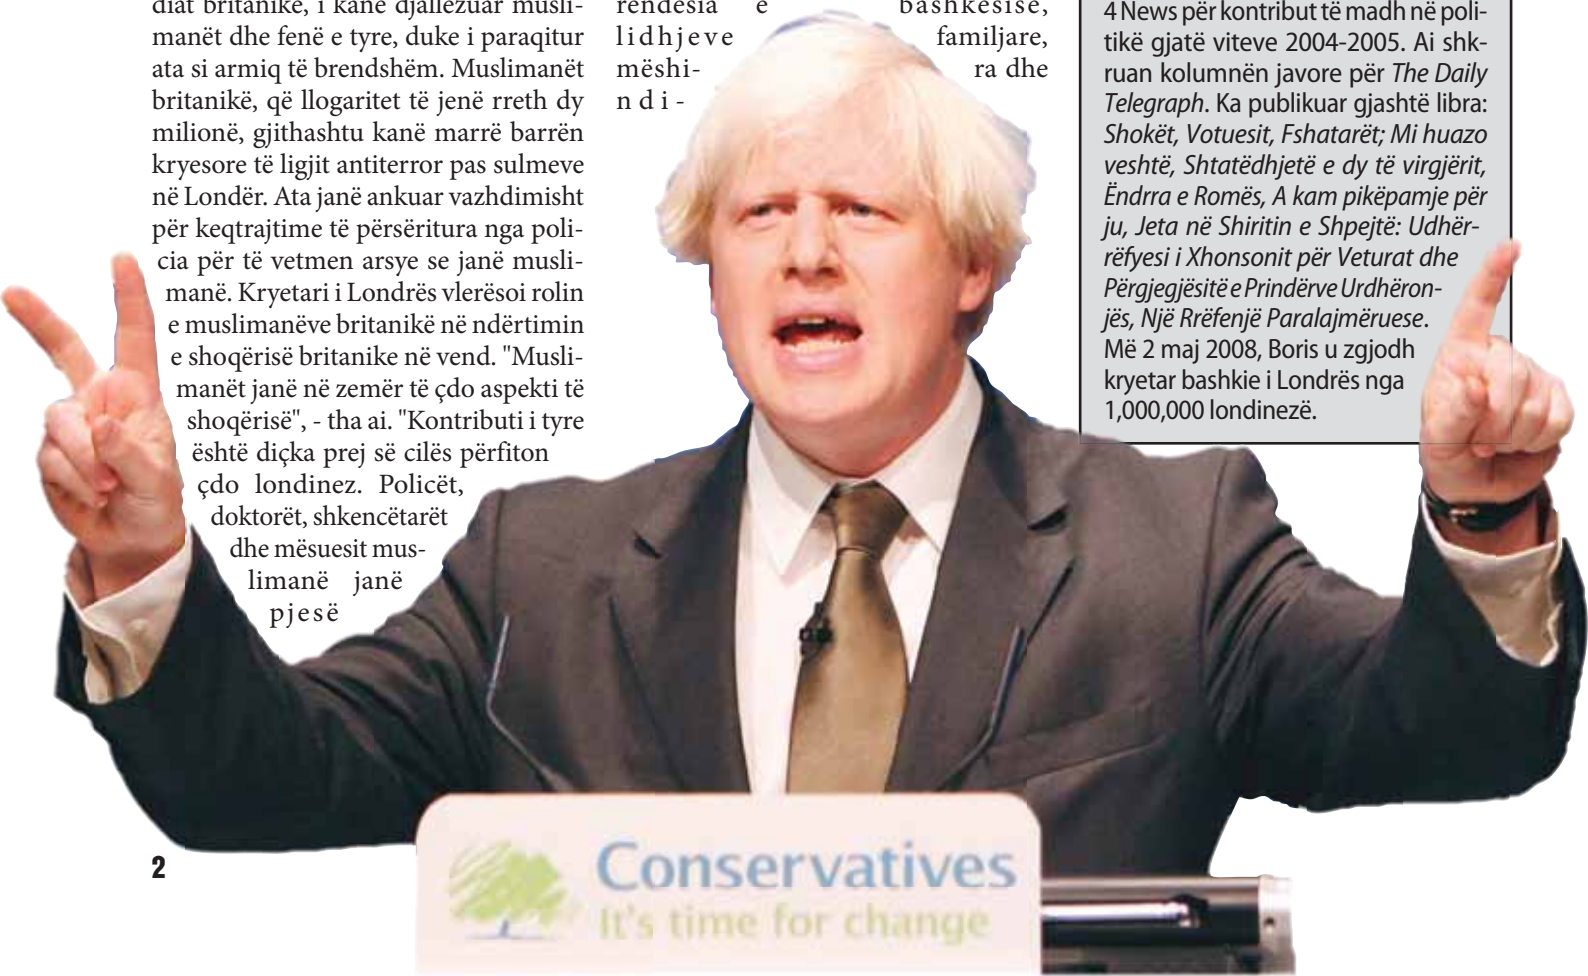 diat britanike, i kanë djallëzuar musli-
manët dhe fenë e tyre, duke i paraqitur
ata si armiq të brendshëm. Muslimanët
britanikë, që llogaritet të jenë rreth dy
milionë, gjithashtu kanë marrë barrën
kryesore të ligjit antiterror pas sulmeve
në Londër. Ata janë ankuar vazhdimisht
për keqtrajtime të përsëritura nga poli-
cia për të vetmen arsye se janë musli-
manë. Kryetari i Londrës vlerësoi rolin
e muslimanëve britanikë në ndërtimin
e shoqërisë britanike në vend. "Musli-
manët janë në zemër të çdo aspekti të
shoqërisë", - tha ai. "Kontributi i tyre
është diçka prej së cilës përfiton
çdo londinez. Policët,
doktorët, shkencëtarët
dhe mësuesit mus-
limanë janë
pjesë
rëndësia e bashkësisë,
lidhjeve familjare,
mëshi- ra dhe
ndi-
4 News për kontribut të madh në poli-
tikë gjatë viteve 2004-2005. Ai shk-
ruan kolumnën javore për The Daily
Telegraph. Ka publikuar gjashtë libra:
Shokët, Votuesit, Fshatarët; Mi huazo
veshtë, Shtatëdhjetë e dy të virgjërit,
Ëndrra e Romës, A kam pikëpamje për
ju, Jeta në Shiritin e Shpejtë: Udhër-
rëfyesi i Xhonsonit për Veturat dhe
Përgjegjësitë e Prindërve Urdhëron-
jës, Një Rrëfenjë Paralajmëruese.
Më 2 maj 2008, Boris u zgjodh
kryetar bashkie i Londrës nga
1,000,000 londinezë.
Conservatives
It's time for change
2